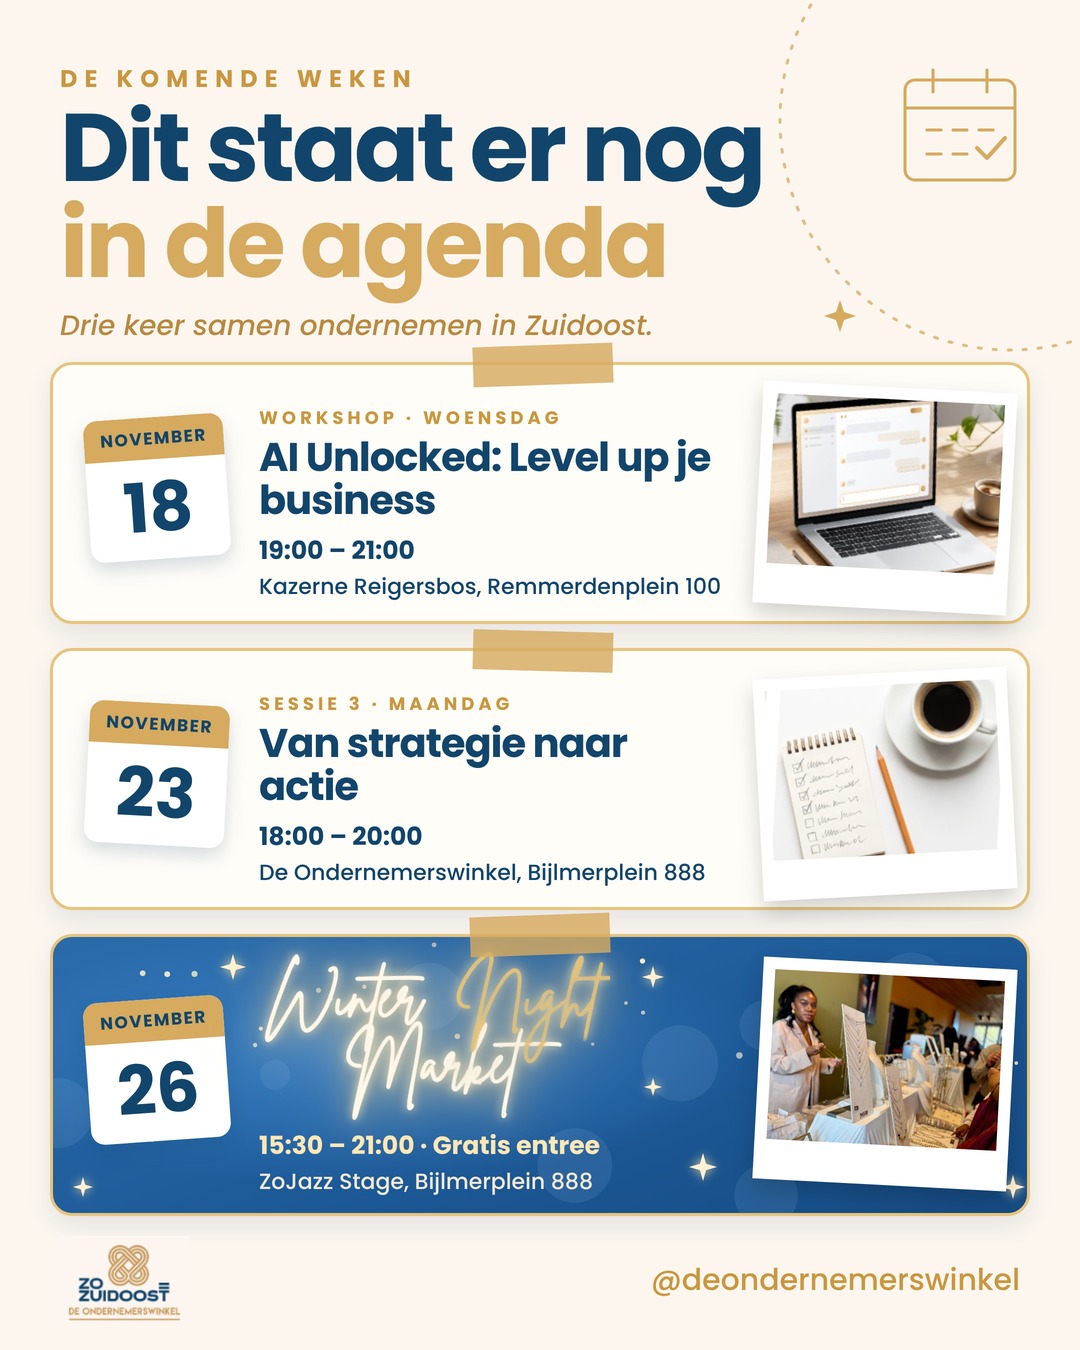 DE KOMENDE WEKEN
Dit staat er nog
in de agenda
Drie keer samen ondernemen in Zuidoost.
NOVEMBER
18
WORKSHOP · WOENSDAG
AI Unlocked: Level up je
business
19:00 – 21:00
Kazerne Reigersbos, Remmerdenplein 100
NOVEMBER
23
SESSIE 3 · MAANDAG
Van strategie naar
actie
18:00 – 20:00
De Ondernemerswinkel, Bijlmerplein 888
NOVEMBER
26
Winter Night
Market
15:30 – 21:00 · Gratis entree
ZoJazz Stage, Bijlmerplein 888
ZO
ZUIDOOST
DE ONDERNEMERSWINKEL
@deondernemerswinkel